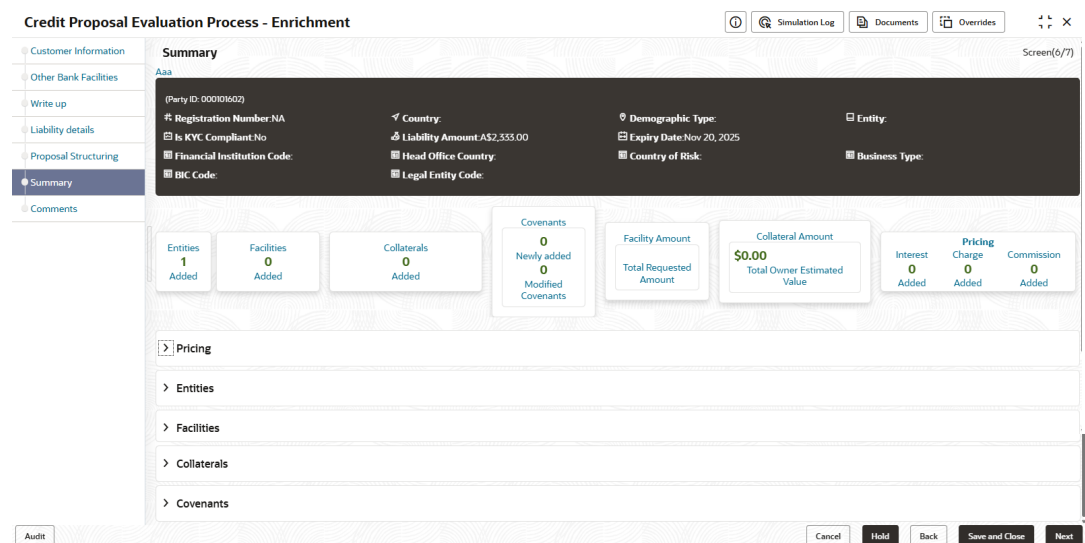 Credit Proposal Evaluation Process - Enrichment
Simulation Log
Documents
Overrides
Customer Information
Other Bank Facilities
Write up
Liability details
Proposal Structuring
Summary
Comments
Summary
Screen(6/7)
Aaa
(Party ID: 000101602)
Registration Number:NA
Country:
Demographic Type:
Entity:
Is KYC Compliant:No
Liability Amount:A$2,333.00
Expiry Date:Nov 20, 2025
Financial Institution Code:
Head Office Country:
Country of Risk:
Business Type:
BIC Code:
Legal Entity Code:
Entities
1
Added
Facilities
0
Added
Collaterals
0
Added
Covenants
0
Newly added
0
Modified
Covenants
Facility Amount
Total Requested
Amount
Collateral Amount
$0.00
Total Owner Estimated
Value
Pricing
Interest
0
Added
Charge
0
Added
Commission
0
Added
Pricing
Entities
Facilities
Collaterals
Covenants
Audit
Cancel
Hold
Back
Save and Close
Next